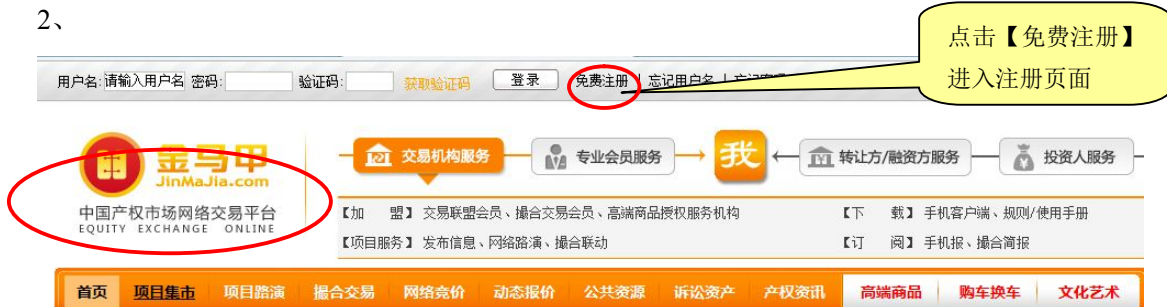 2、
点击【免费注册】
进入注册页面
用户名: 请输入用户名 密码: 验证码: 获取验证码 登录 免费注册 | 忘记用户名 |
金马甲
JinMaJia.com
中国产权市场网络交易平台
EQUITY EXCHANGE ONLINE
交易机构服务 专业会员服务 我 转让方/融资方服务 投资人服务
【加 盟】 交易联盟会员、撮合交易会员、高端商品授权服务机构 【下 载】 手机客户端、规则/使用手册
【项目服务】 发布信息、网络路演、撮合联动 【订 阅】 手机报、撮合简报
首页 项目集市 项目路演 撮合交易 网络竞价 动态报价 公共资源 诉讼资产 产权资讯 高端商品 购车换车 文化艺术